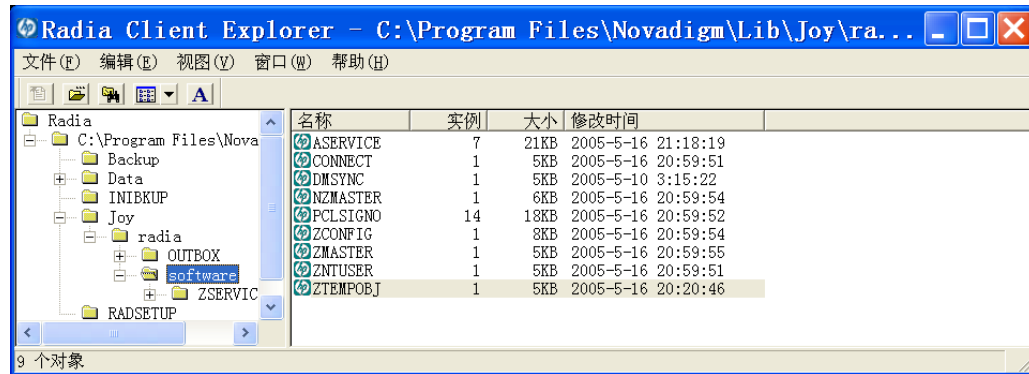 Radia Client Explorer - C:\Program Files\Novadigm\Lib\Joy\ra...
文件(F) 编辑(E) 视图(V) 窗口(W) 帮助(H)
A
Radia
C:\Program Files\Nova
Backup
Data
INIBKUP
Joy
radia
OUTBOX
software
ZSERVIC
RADSETUP
名称 实例 大小 修改时间
ASERVICE 7 21KB 2005-5-16 21:18:19
CONNECT 1 5KB 2005-5-16 20:59:51
DMSYNC 1 5KB 2005-5-10 3:15:22
NZMASTER 1 6KB 2005-5-16 20:59:54
PCLSIGNO 14 18KB 2005-5-16 20:59:52
ZCONFIG 1 8KB 2005-5-16 20:59:54
ZMASTER 1 5KB 2005-5-16 20:59:55
ZNTUSER 1 5KB 2005-5-16 20:59:51
ZTEMPOBJ 1 5KB 2005-5-16 20:20:46
9 个对象